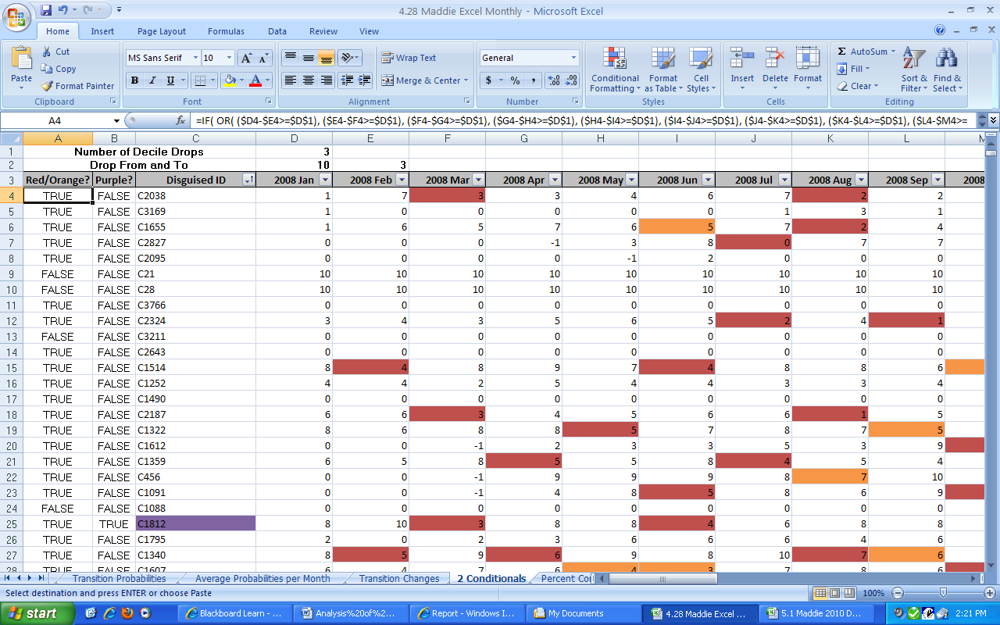 4.28 Maddie Excel Monthly - Microsoft Excel
Home Insert Page Layout Formulas Data Review View
Paste Cut Copy Format Painter Clipboard
MS Sans Serif 10 A A B I U A Font
Wrap Text Merge & Center Alignment
General $ % , .00 .00 Number
Conditional Formatting Format as Table Cell Styles Styles
Insert Delete Format Cells
Σ AutoSum Fill Clear Sort & Filter Find & Select Editing
A4 fx =IF( OR( ($D4-$E4>=$D$1), ($E4-$F4>=$D$1), ($F4-$G4>=$D$1), ($G4-$H4>=$D$1), ($H4-$I4>=$D$1), ($I4-$J4>=$D$1), ($J4-$K4>=$D$1), ($K4-$L4>=$D$1), ($L4-$M4>=
A B C D E F G H I J K L M
1 Number of Decile Drops 3
2 Drop From and To 10 3
3 Red/Orange? Purple? Disguised ID 2008 Jan 2008 Feb 2008 Mar 2008 Apr 2008 May 2008 Jun 2008 Jul 2008 Aug 2008 Sep 2008
4 TRUE FALSE C2038 1 7 3 3 4 6 7 2 2
5 TRUE FALSE C3169 1 0 0 0 0 0 1 3 1
6 TRUE FALSE C1655 1 6 5 7 6 5 7 2 4
7 TRUE FALSE C2827 0 0 0 -1 3 8 0 7 7
8 TRUE FALSE C2095 0 0 0 0 -1 2 0 0 0
9 FALSE FALSE C21 10 10 10 10 10 10 10 10 10
10 FALSE FALSE C28 10 10 10 10 10 10 10 10 10
11 TRUE FALSE C3766 0 0 0 0 0 0 0 0 0
12 TRUE FALSE C2324 3 4 3 5 6 5 2 4 1
13 FALSE FALSE C3211 0 0 0 0 0 0 0 0 0
14 TRUE FALSE C2643 0 0 0 0 0 0 0 0 0
15 TRUE FALSE C1514 8 4 8 9 7 4 8 8 6
16 TRUE FALSE C1252 4 4 2 5 4 4 3 3 4
17 TRUE FALSE C1490 0 0 0 0 0 0 0 0 0
18 TRUE FALSE C2187 6 6 3 4 5 6 6 1 5
19 TRUE FALSE C1322 8 6 8 8 5 7 8 7 5
20 TRUE FALSE C1612 0 0 -1 2 3 3 5 3 9
21 TRUE FALSE C1359 6 5 8 5 5 8 4 5 4
22 TRUE FALSE C456 0 0 -1 9 9 9 8 7 10
23 TRUE FALSE C1091 0 0 -1 4 8 5 8 6 9
24 FALSE FALSE C1088 0 0 0 0 0 0 0 0 0
25 TRUE TRUE C1812 8 10 3 8 8 4 6 8 8
26 TRUE FALSE C1795 2 0 2 3 6 6 6 4 6
27 TRUE FALSE C1340 8 5 9 6 9 8 10 7 6
28 TRUE FALSE C1607 6 4 7 6 4 3 7 8 6
Transition Probabilities Average Probabilities per Month Transition Changes 2 Conditionals Percent Co
Select destination and press ENTER or choose Paste 100%
start Blackboard Learn - ... Analysis%20of%2... Report - Windows I... My Documents 4.28 Maddie Excel ... 5.1 Maddie 2010 D... 2:21 PM